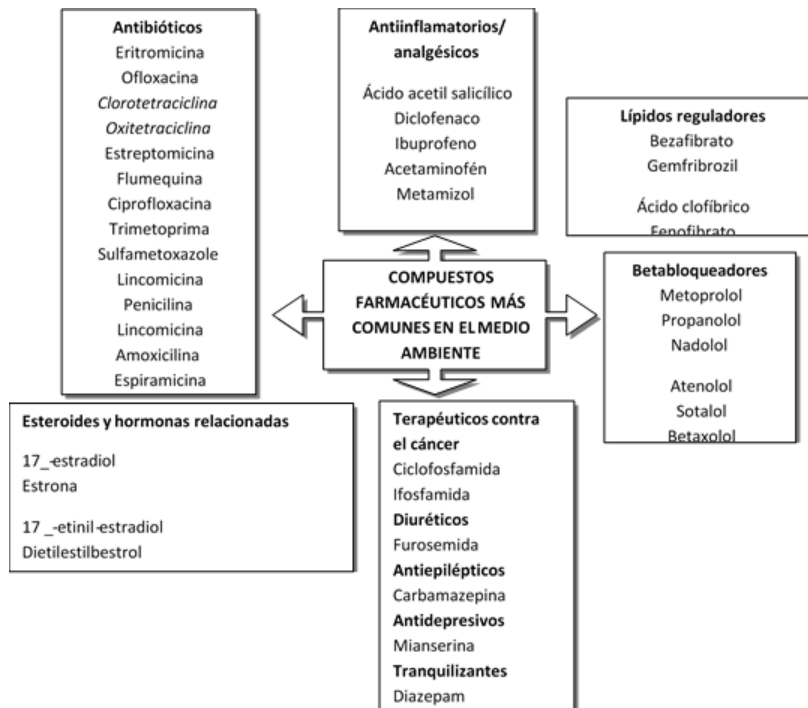 Antibióticos
Eritromicina
Ofloxacina
Clorotetraciclina
Oxitetraciclina
Estreptomicina
Flumequina
Ciprofloxacina
Trimetoprima
Sulfametoxazole
Lincomicina
Penicilina
Lincomicina
Amoxicilina
Espiramicina
Antiinflamatorios/
analgésicos
Ácido acetil salicílico
Diclofenaco
Ibuprofeno
Acetaminofén
Metamizol
Lípidos reguladores
Bezafibrato
Gemfribrozil
Ácido clofíbrico
Fenofibrato
COMPUESTOS
FARMACÉUTICOS MÁS
COMUNES EN EL MEDIO
AMBIENTE
Betabloqueadores
Metoprolol
Propanolol
Nadolol
Atenolol
Sotalol
Betaxolol
Esteroides y hormonas relacionadas
17_-estradiol
Estrona
17 _-etinil-estradiol
Dietilestilbestrol
Terapéuticos contra
el cáncer
Ciclofosfamida
Ifosfamida
Diuréticos
Furosemida
Antiepilépticos
Carbamazepina
Antidepresivos
Mianserina
Tranquilizantes
Diazepam